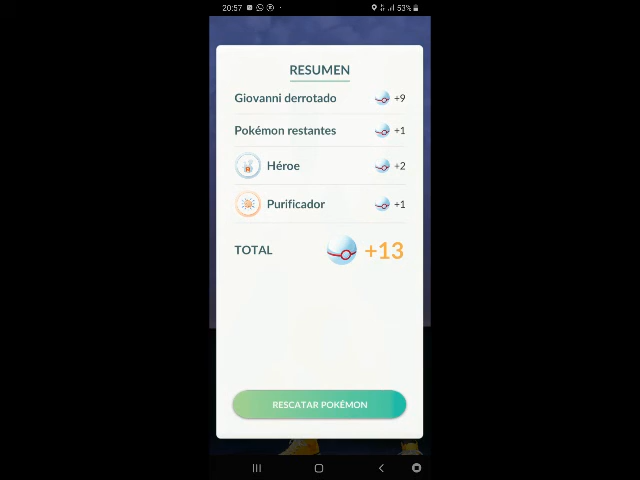 20:57
53%
RESUMEN
Giovanni derrotado +9
Pokémon restantes +1
R
Héroe +2
Purificador +1
TOTAL +13
RESCATAR POKÉMON